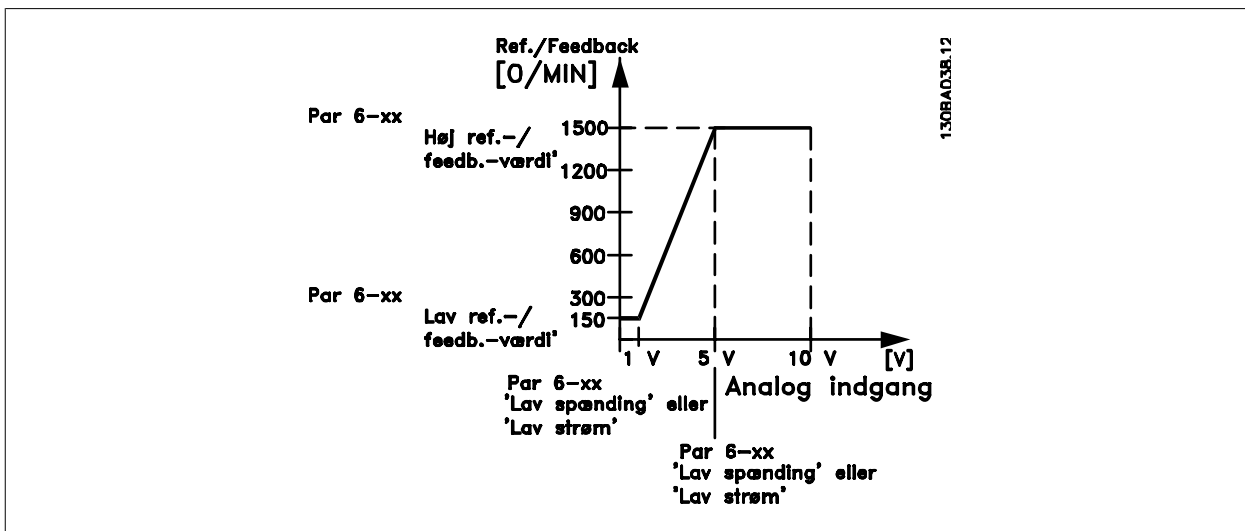 Ref./Feedback
[O/MIN]
130BA038.12
Par 6-xx
Høj ref.-/
feedb.-værdi'
1500
1200
900
600
300
150
Par 6-xx
Lav ref.-/
feedb.-værdi'
1 V
5 V
10 V
[V]
Analog indgang
Par 6-xx
'Lav spænding' eller
'Lav strøm'
Par 6-xx
'Lav spænding' eller
'Lav strøm'